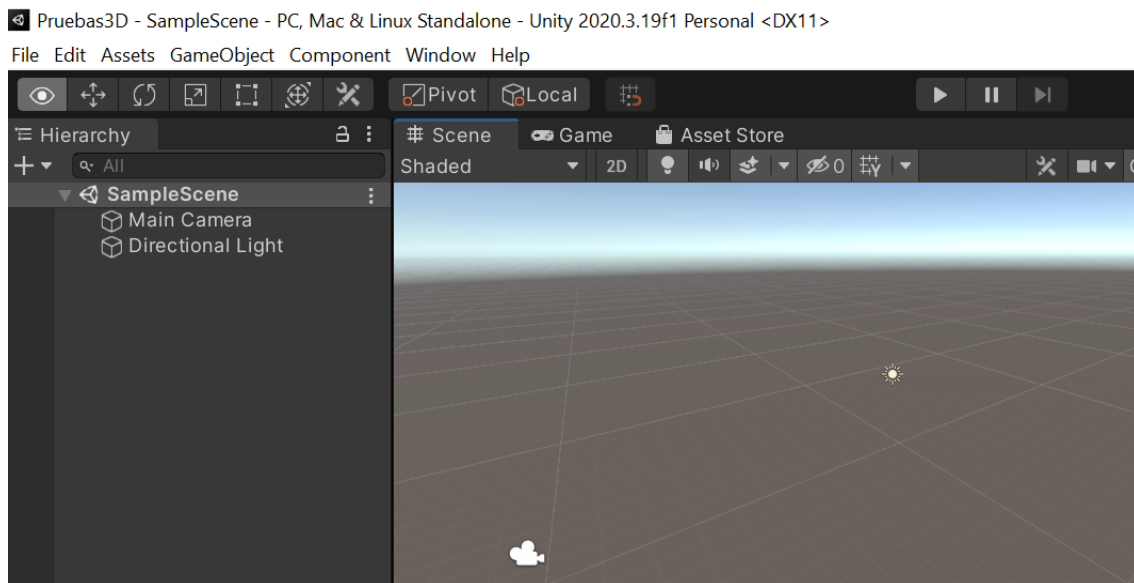 Pruebas3D - SampleScene - PC, Mac & Linux Standalone - Unity 2020.3.19f1 Personal <DX11>
File Edit Assets GameObject Component Window Help
Pivot Local
Hierarchy
Scene Game Asset Store
All
Shaded 2D 0
SampleScene
Main Camera
Directional Light